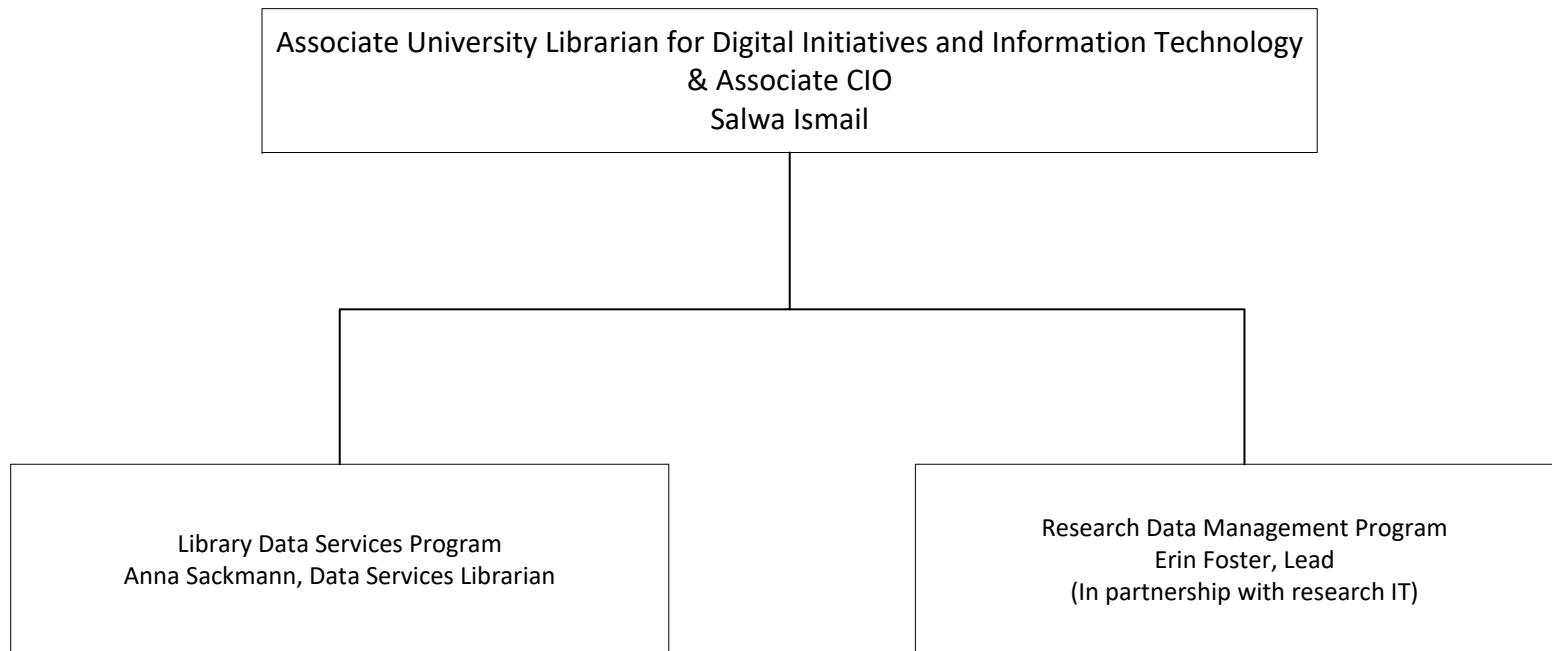 Associate University Librarian for Digital Initiatives and Information Technology
& Associate CIO
Salwa Ismail
Library Data Services Program
Anna Sackmann, Data Services Librarian
Research Data Management Program
Erin Foster, Lead
(In partnership with research IT)